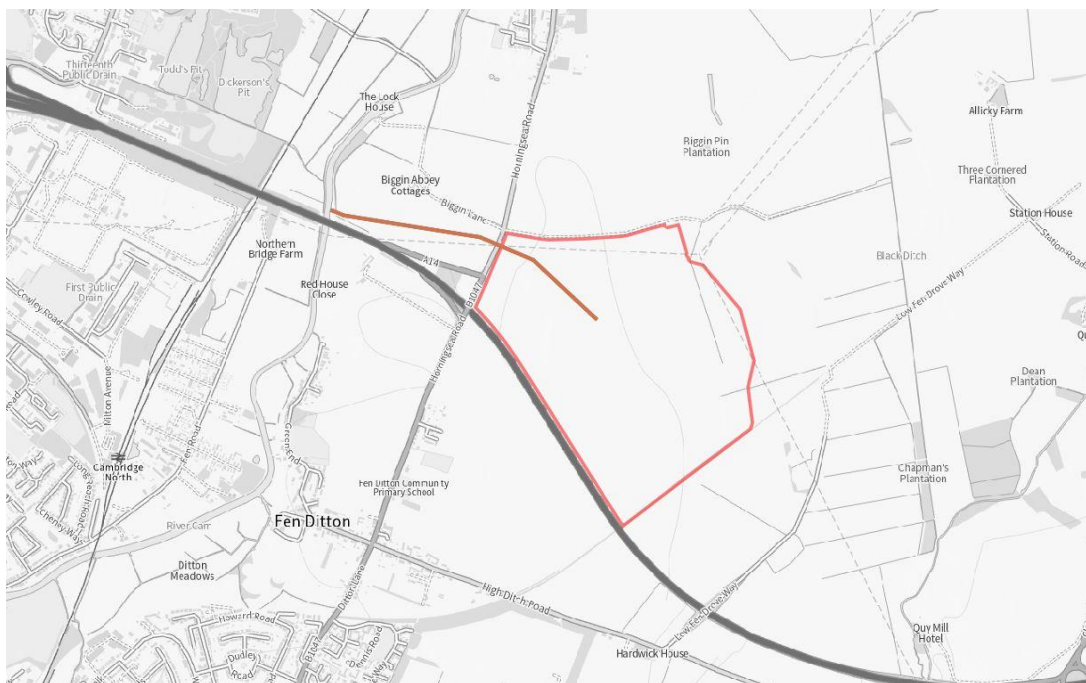 Thirteenth
Public Drain
Todd's Pit
Dickerson's
Pit
The Lock
House
Horningsea Road
Biggin Pin
Plantation
Allicky Farm
Three Cornered
Plantation
Station House
Station Road
Biggin Abbey
Cottages
Biggin Lane
Northern
Bridge Farm
A14
Black Ditch
Low Fen Drove Way
First Public
Drain
Cowley Road
Red House
Close
B1047
Horningsea Road
Milton Avenue
Fen Road
Green End
Dean
Plantation
Cambridge
North
Fen Ditton Community
Primary School
Chapman's
Plantation
Cheney Way
River Cam
Fen Ditton
Ditton
Meadows
Ditton Lane
High Ditch Road
Low Fen Drove Way
Howard Road
Dudley
Road
B1047
Dennis Road
Hardwick House
Quy Mill
Hotel